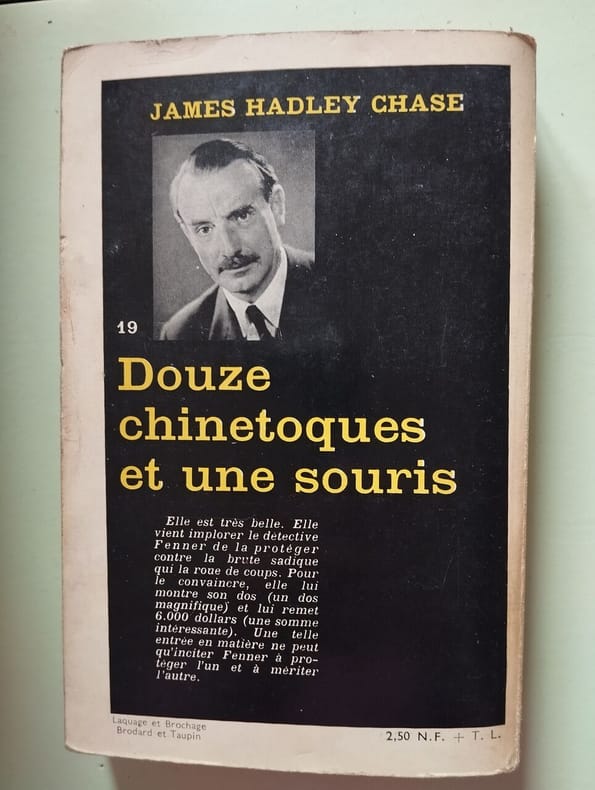 JAMES HADLEY CHASE
19
Douze
chinetoques
et une souris
Elle est très belle. Elle
vient implorer le détective
Fenner de la protéger
contre la brute sadique
qui la roue de coups. Pour
le convaincre, elle lui
montre son dos (un dos
magnifique) et lui remet
6.000 dollars (une somme
intéressante). Une telle
entrée en matière ne peut
qu'inciter Fenner à pro-
téger l'un et à mériter
l'autre.
Laquage et Brochage
Brodard et Taupin
2,50 N.F. + T. L.